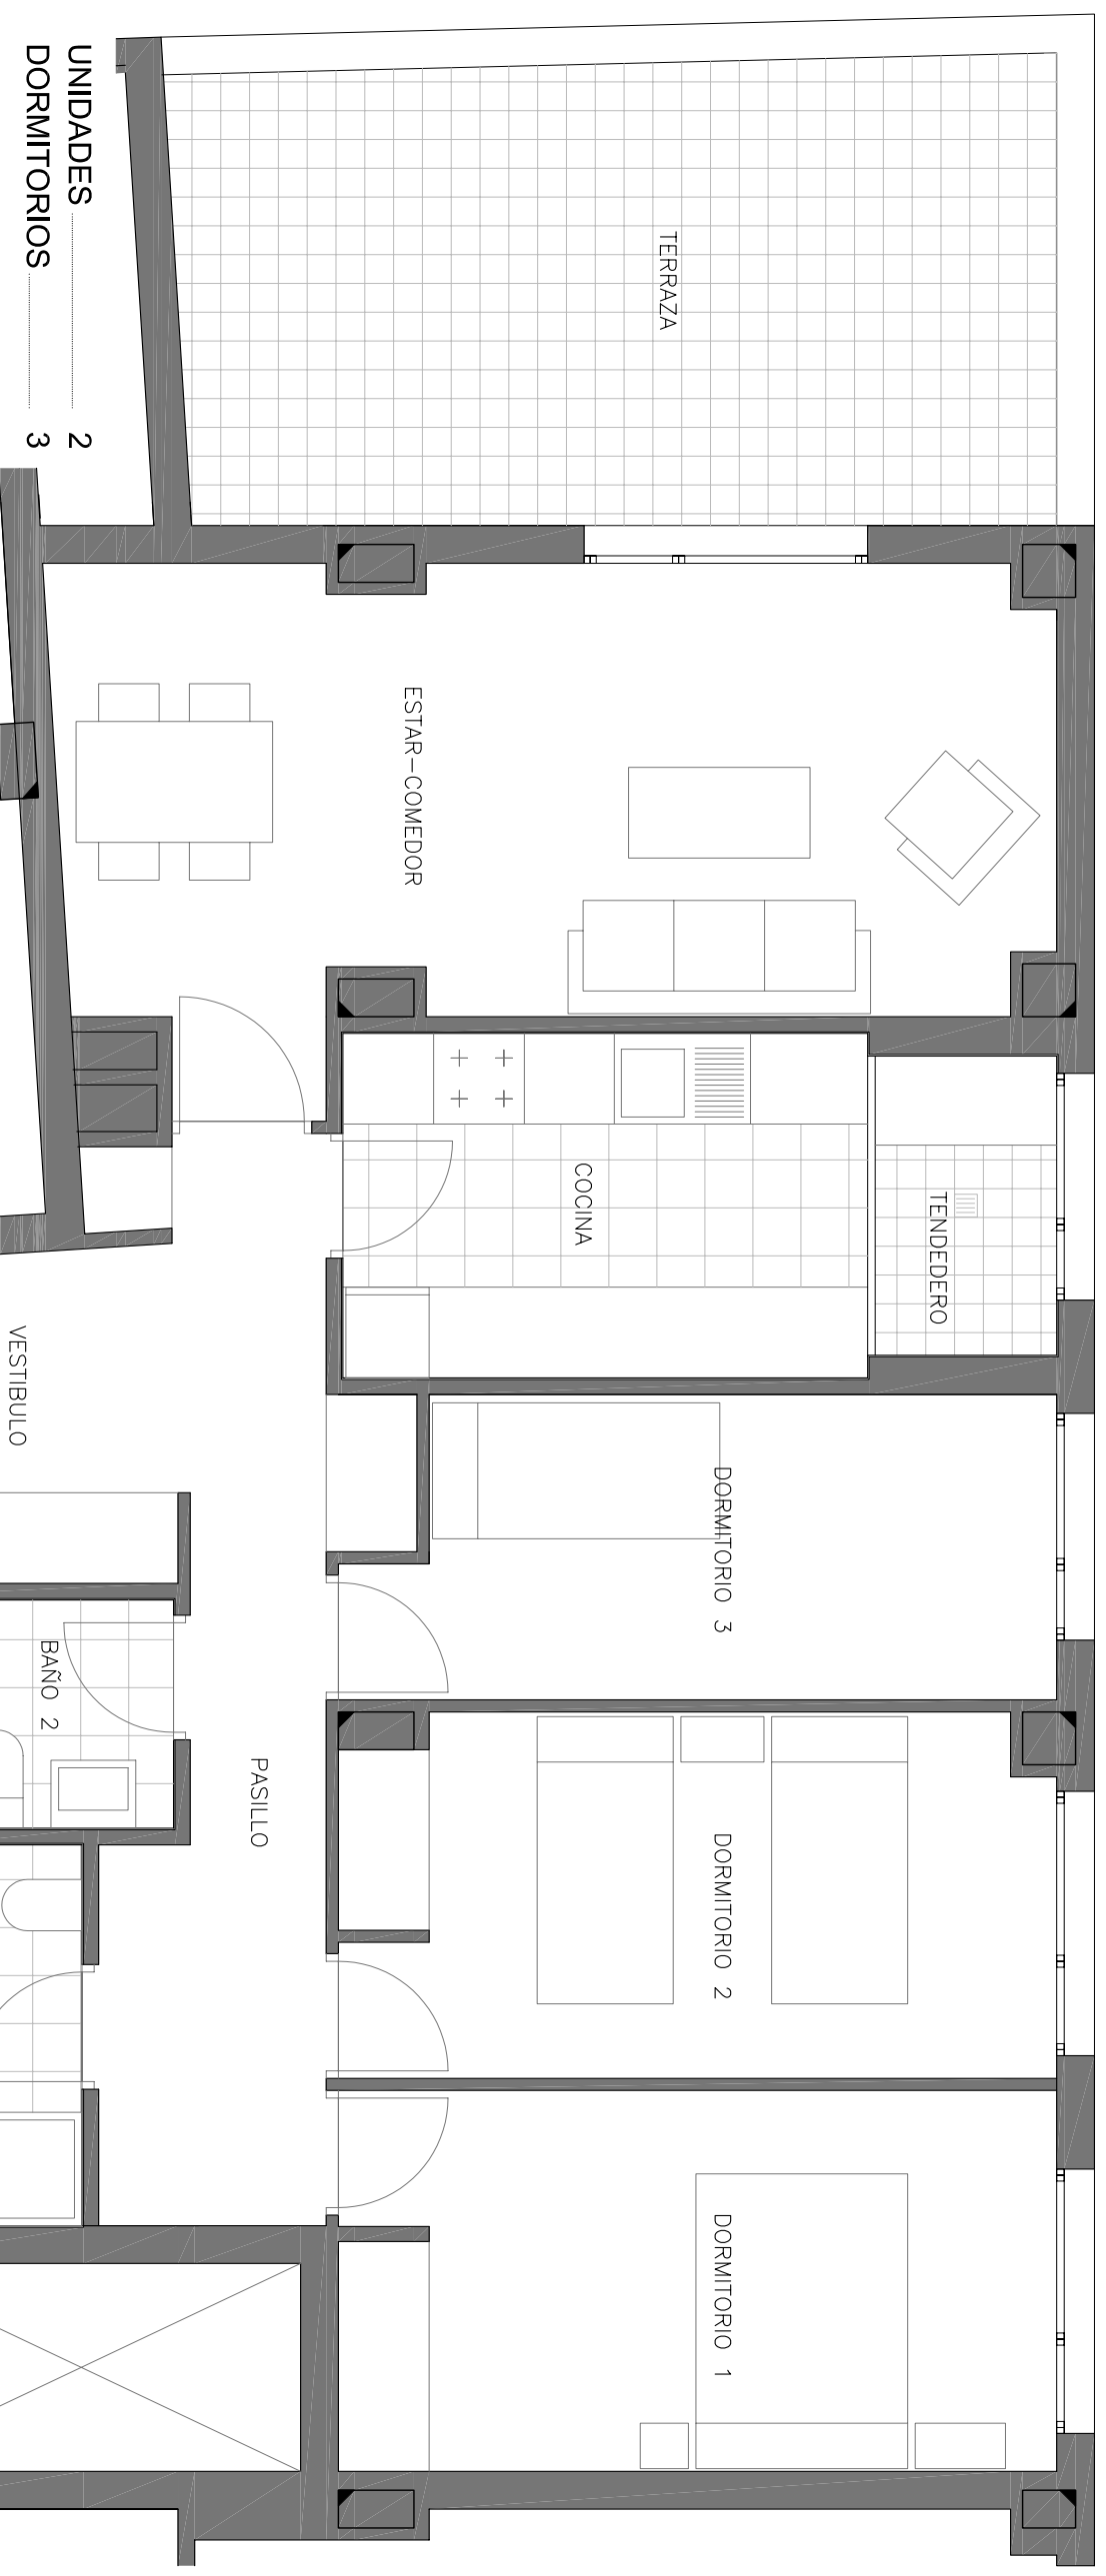 UNIDADES 2
DORMITORIOS 3
TERRAZA
ESTAR-COMEDOR
COCINA
TENDEDERO
VESTIBULO
DORMITORIO 3
BAÑO 2
PASILLO
DORMITORIO 2
DORMITORIO 1